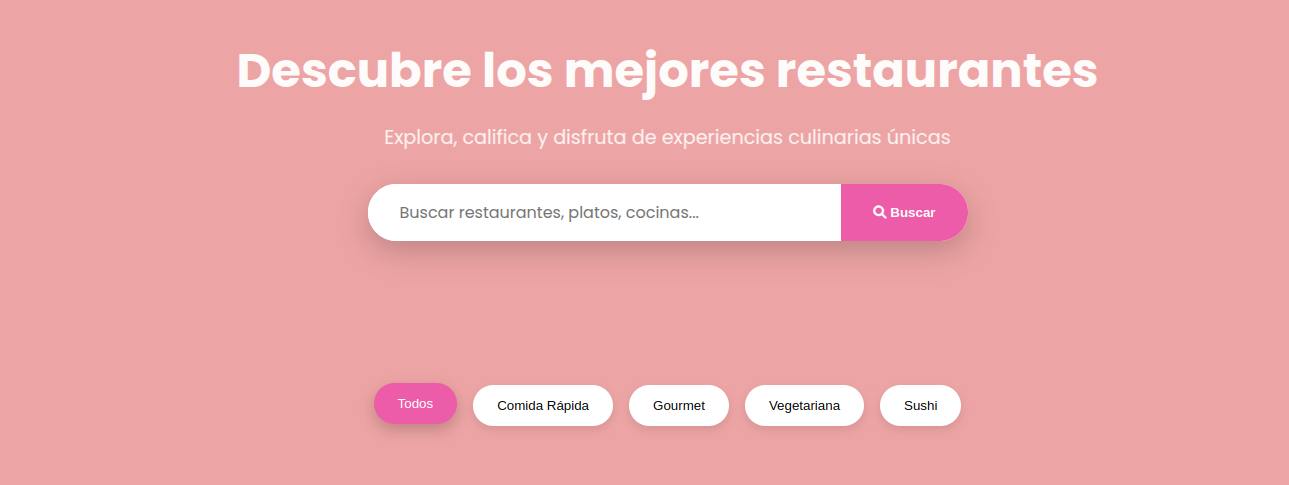 Descubre los mejores restaurantes
Explora, califica y disfruta de experiencias culinarias únicas
Buscar restaurantes, platos, cocinas...
Buscar
Todos
Comida Rápida
Gourmet
Vegetariana
Sushi